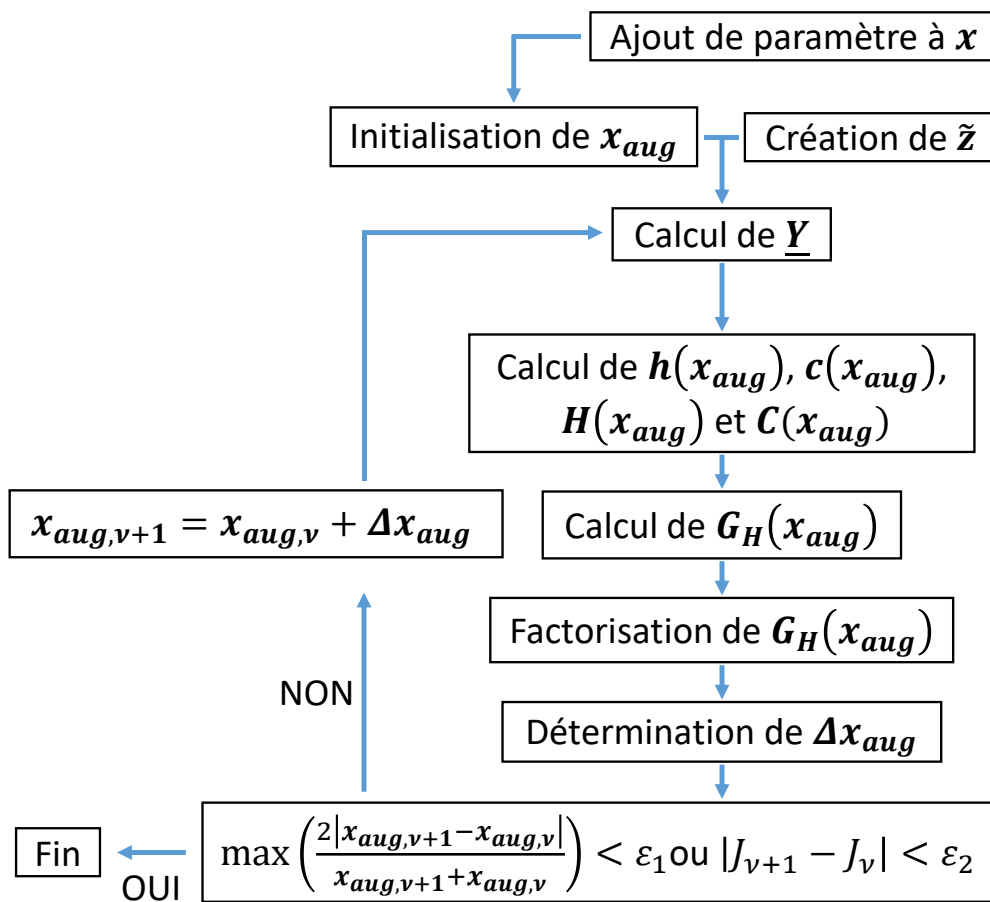 Ajout de paramètre à x
Initialisation de x_aug
Création de z̃
Calcul de Y
Calcul de h(x_aug), c(x_aug),
H(x_aug) et C(x_aug)
x_aug,ν+1 = x_aug,ν + Δx_aug
Calcul de G_H(x_aug)
Factorisation de G_H(x_aug)
NON
Détermination de Δx_aug
Fin
OUI
max(2|x_aug,ν+1−x_aug,ν| / x_aug,ν+1+x_aug,ν) < ε₁ou |J_ν+1 − J_ν| < ε₂